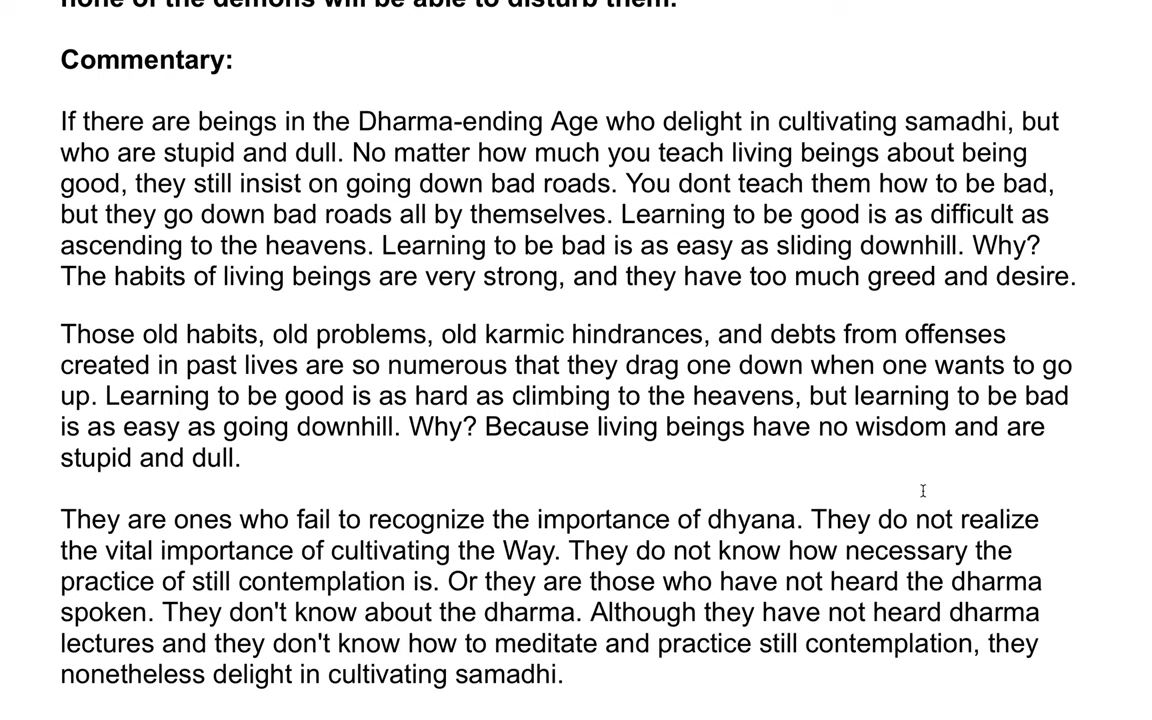 none of the demons will be able to disturb them.
Commentary:
If there are beings in the Dharma-ending Age who delight in cultivating samadhi, but
who are stupid and dull. No matter how much you teach living beings about being
good, they still insist on going down bad roads. You dont teach them how to be bad,
but they go down bad roads all by themselves. Learning to be good is as difficult as
ascending to the heavens. Learning to be bad is as easy as sliding downhill. Why?
The habits of living beings are very strong, and they have too much greed and desire.
Those old habits, old problems, old karmic hindrances, and debts from offenses
created in past lives are so numerous that they drag one down when one wants to go
up. Learning to be good is as hard as climbing to the heavens, but learning to be bad
is as easy as going downhill. Why? Because living beings have no wisdom and are
stupid and dull.
They are ones who fail to recognize the importance of dhyana. They do not realize
the vital importance of cultivating the Way. They do not know how necessary the
practice of still contemplation is. Or they are those who have not heard the dharma
spoken. They don't know about the dharma. Although they have not heard dharma
lectures and they don't know how to meditate and practice still contemplation, they
nonetheless delight in cultivating samadhi.